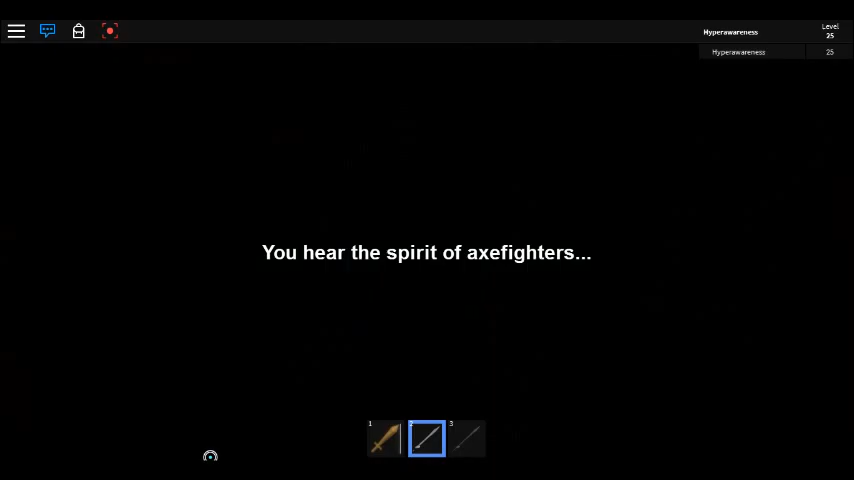 Hyperawareness
Level
25
Hyperawareness 25
You hear the spirit of axefighters...
1 2 3